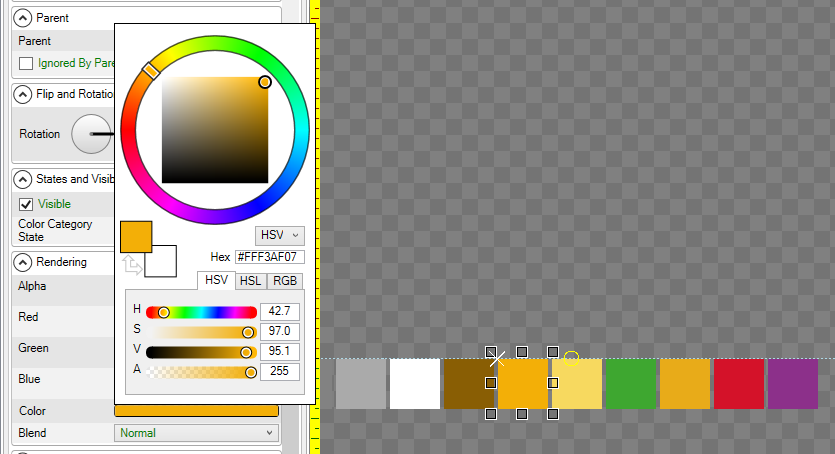 Parent
Parent
Ignored By Pare
Flip and Rotatio
Rotation
States and Visib
Visible
Color Category
State
Rendering
Alpha
Red
Green
Blue
Color
Blend
Normal
HSV
Hex #FFF3AF07
HSV HSL RGB
H 42.7
S 97.0
V 95.1
A 255